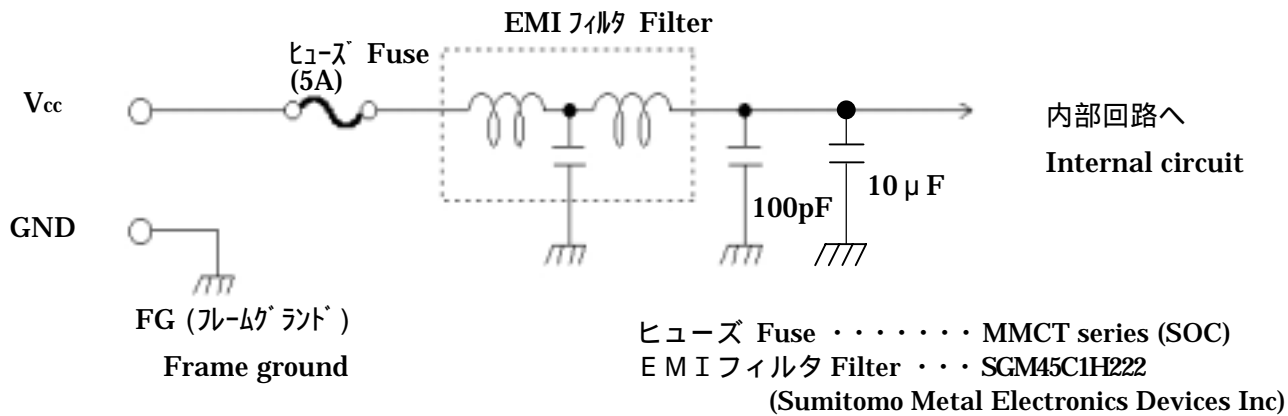 EMI フィルタ Filter
ヒューズ Fuse
(5A)
Vcc
内部回路へ
Internal circuit
10μF
100pF
GND
FG (フレームグランド)
Frame ground
ヒューズ Fuse ・・・・・・・ MMCT series (SOC)
EMIフィルタ Filter ・・・ SGM45C1H222
(Sumitomo Metal Electronics Devices Inc)